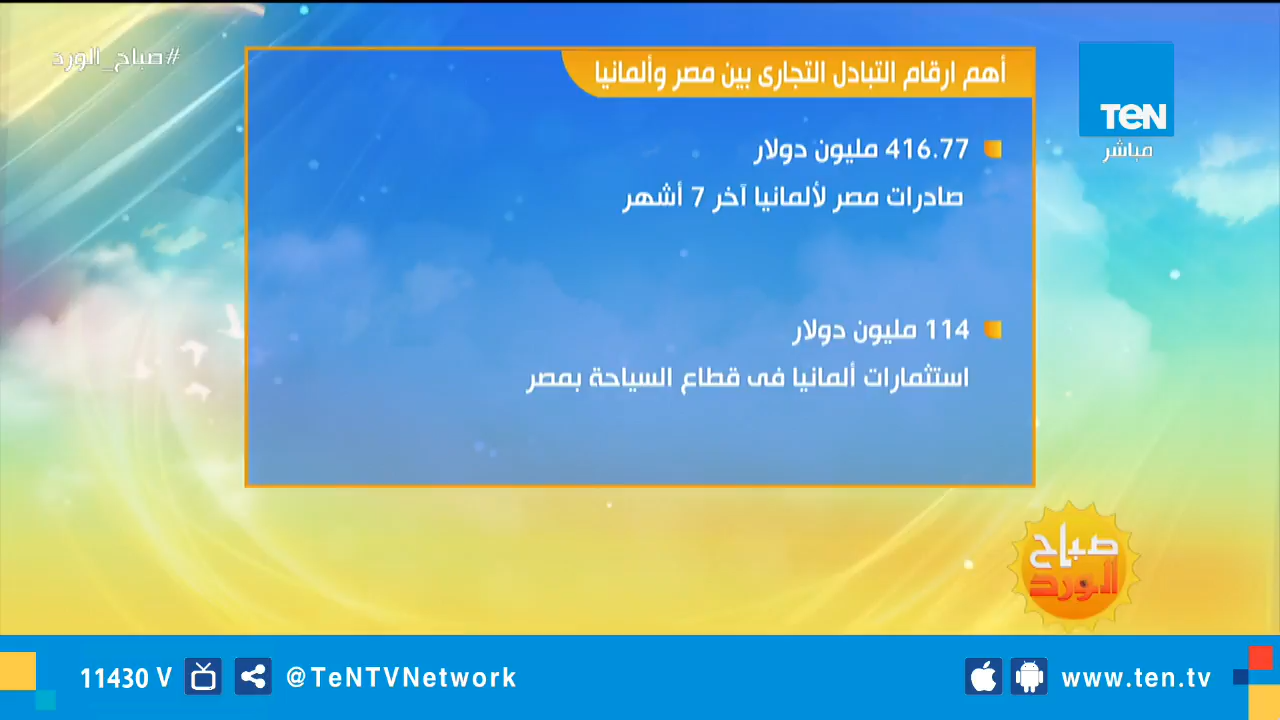 #صباح_الورد
TeN
مباشر
أهم ارقام التبادل التجارى بين مصر وألمانيا
416.77 مليون دولار
صادرات مصر لألمانيا آخر 7 أشهر
114 مليون دولار
استثمارات ألمانيا فى قطاع السياحة بمصر
صباح
الورد
11430 V @TeNTVNetwork www.ten.tv